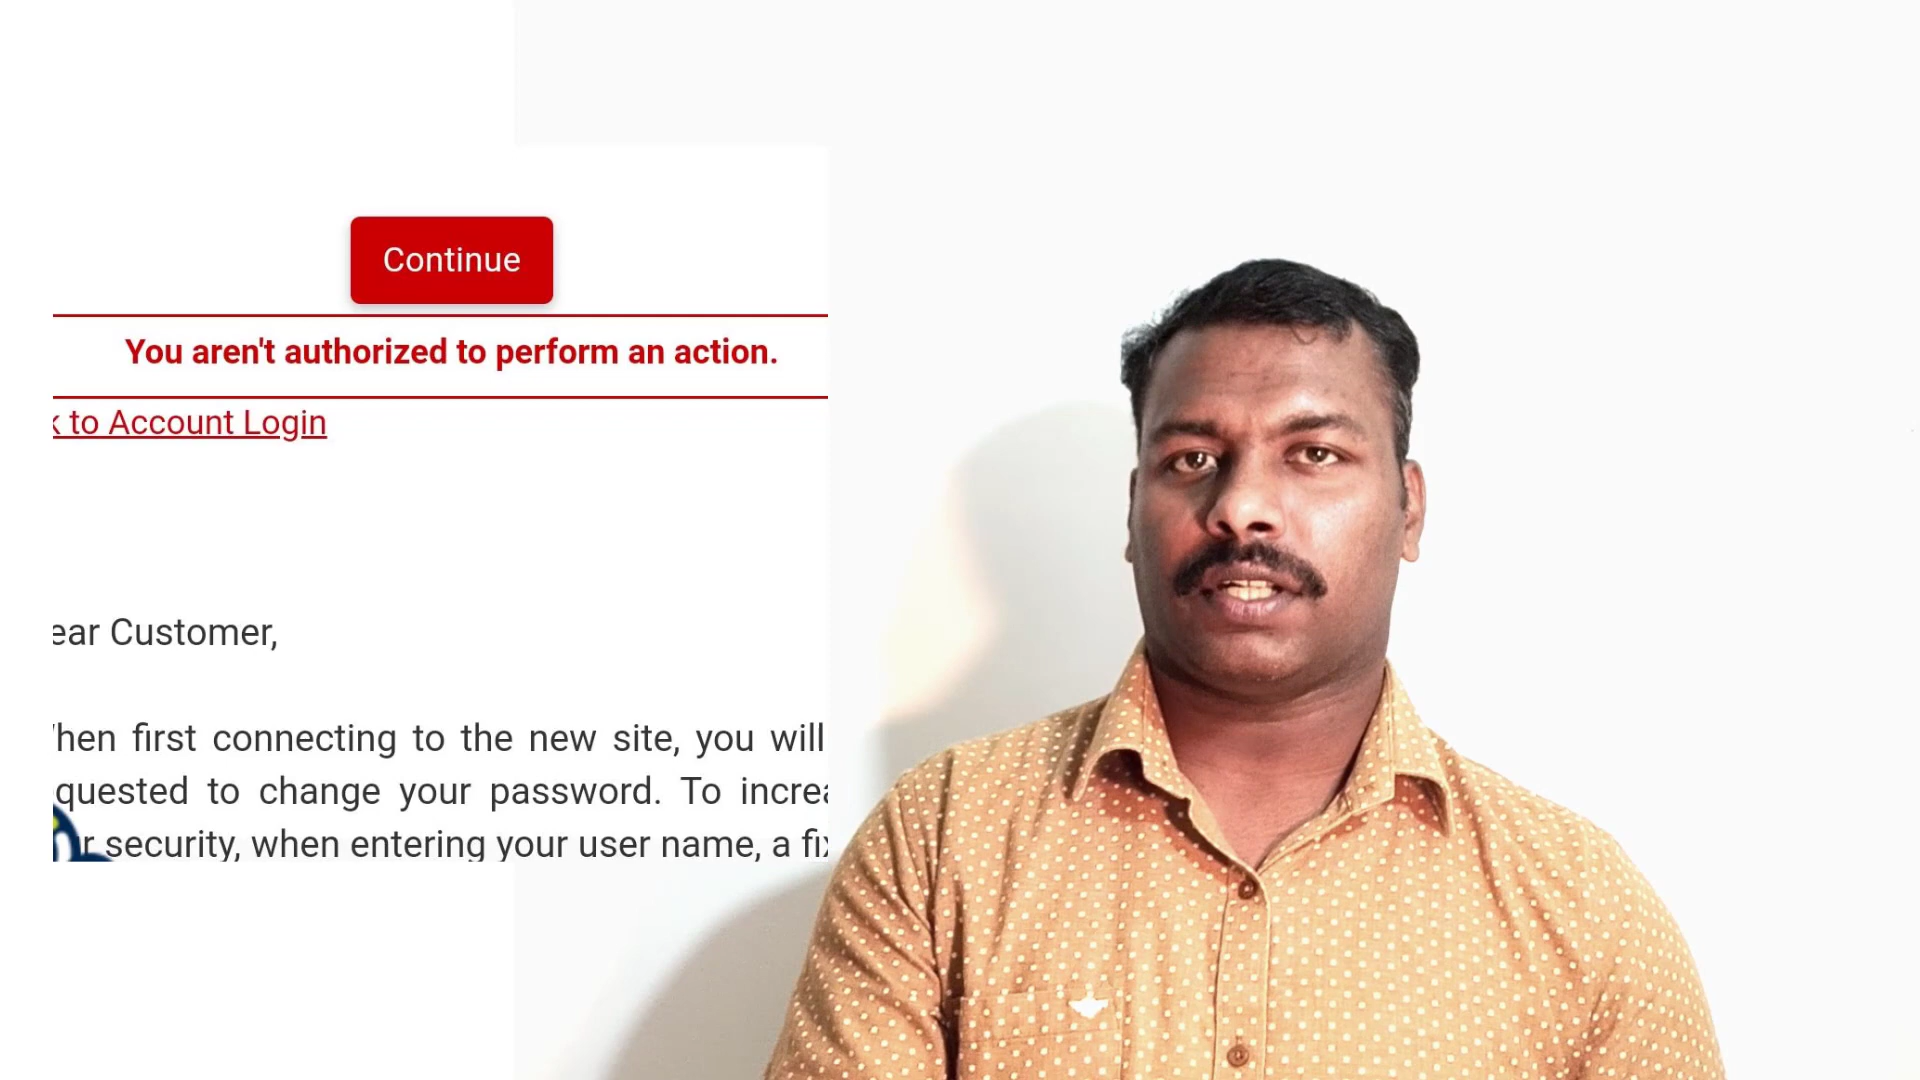 Continue
You aren't authorized to perform an action.
to Account Login
Customer,
first connecting to the new site, you will
to change your password. To
security, when entering your user name, a